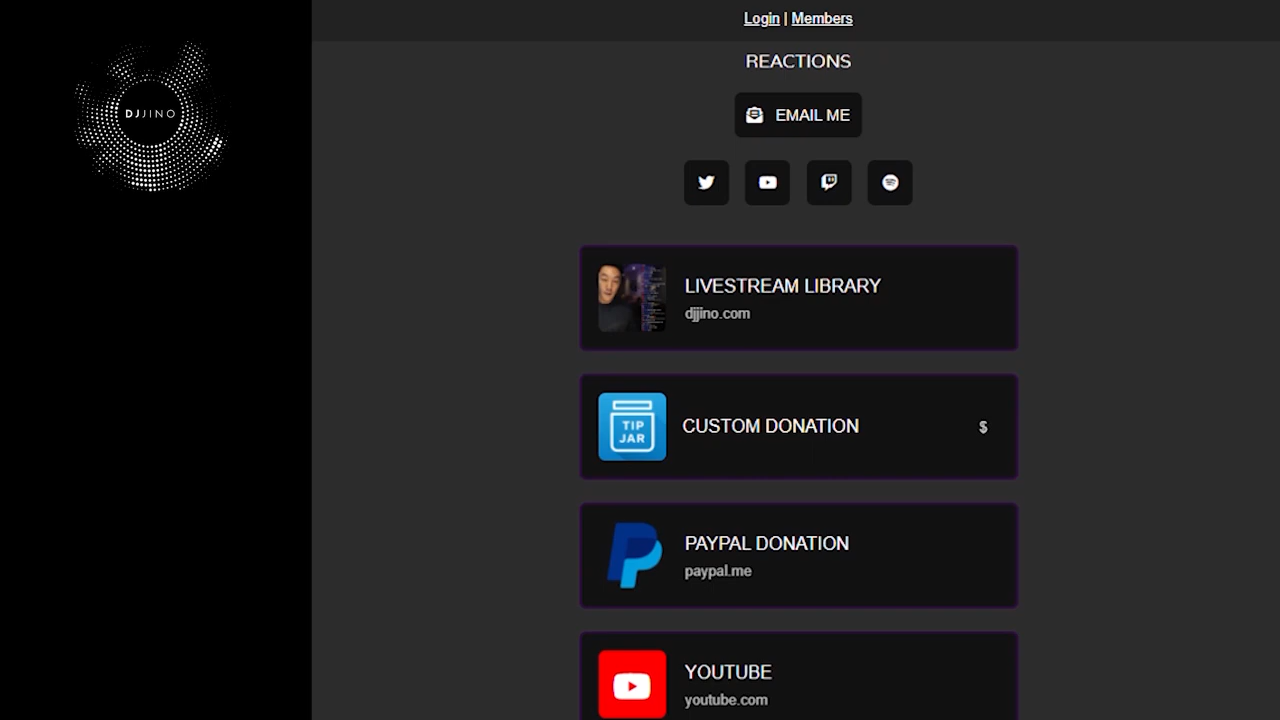 Login | Members
DJJINO
REACTIONS
EMAIL ME
LIVESTREAM LIBRARY
djjino.com
TIP
JAR
CUSTOM DONATION
$
PAYPAL DONATION
paypal.me
YOUTUBE
youtube.com